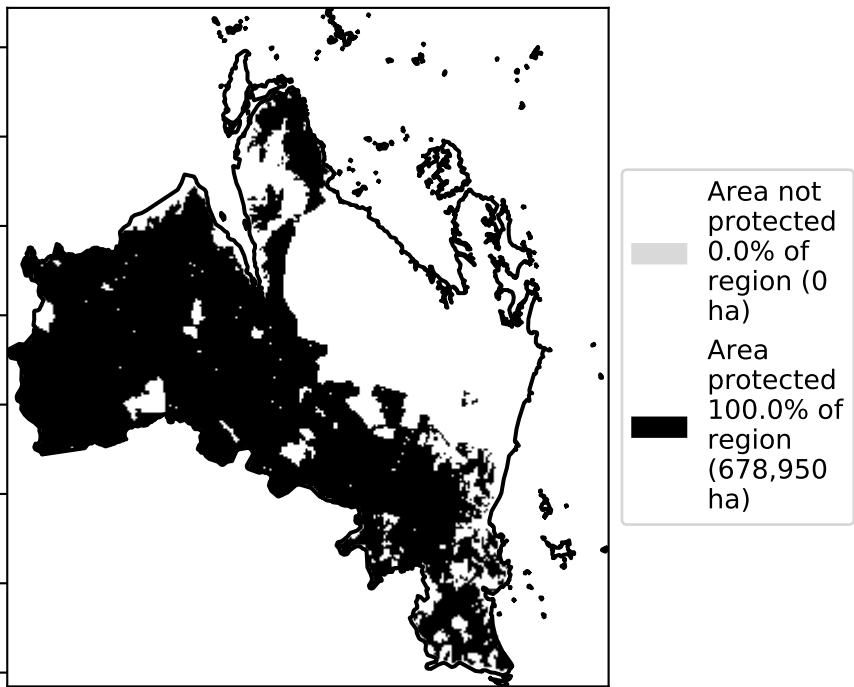 Area not
protected
0.0% of
region (0
ha)
Area
protected
100.0% of
region
(678,950
ha)